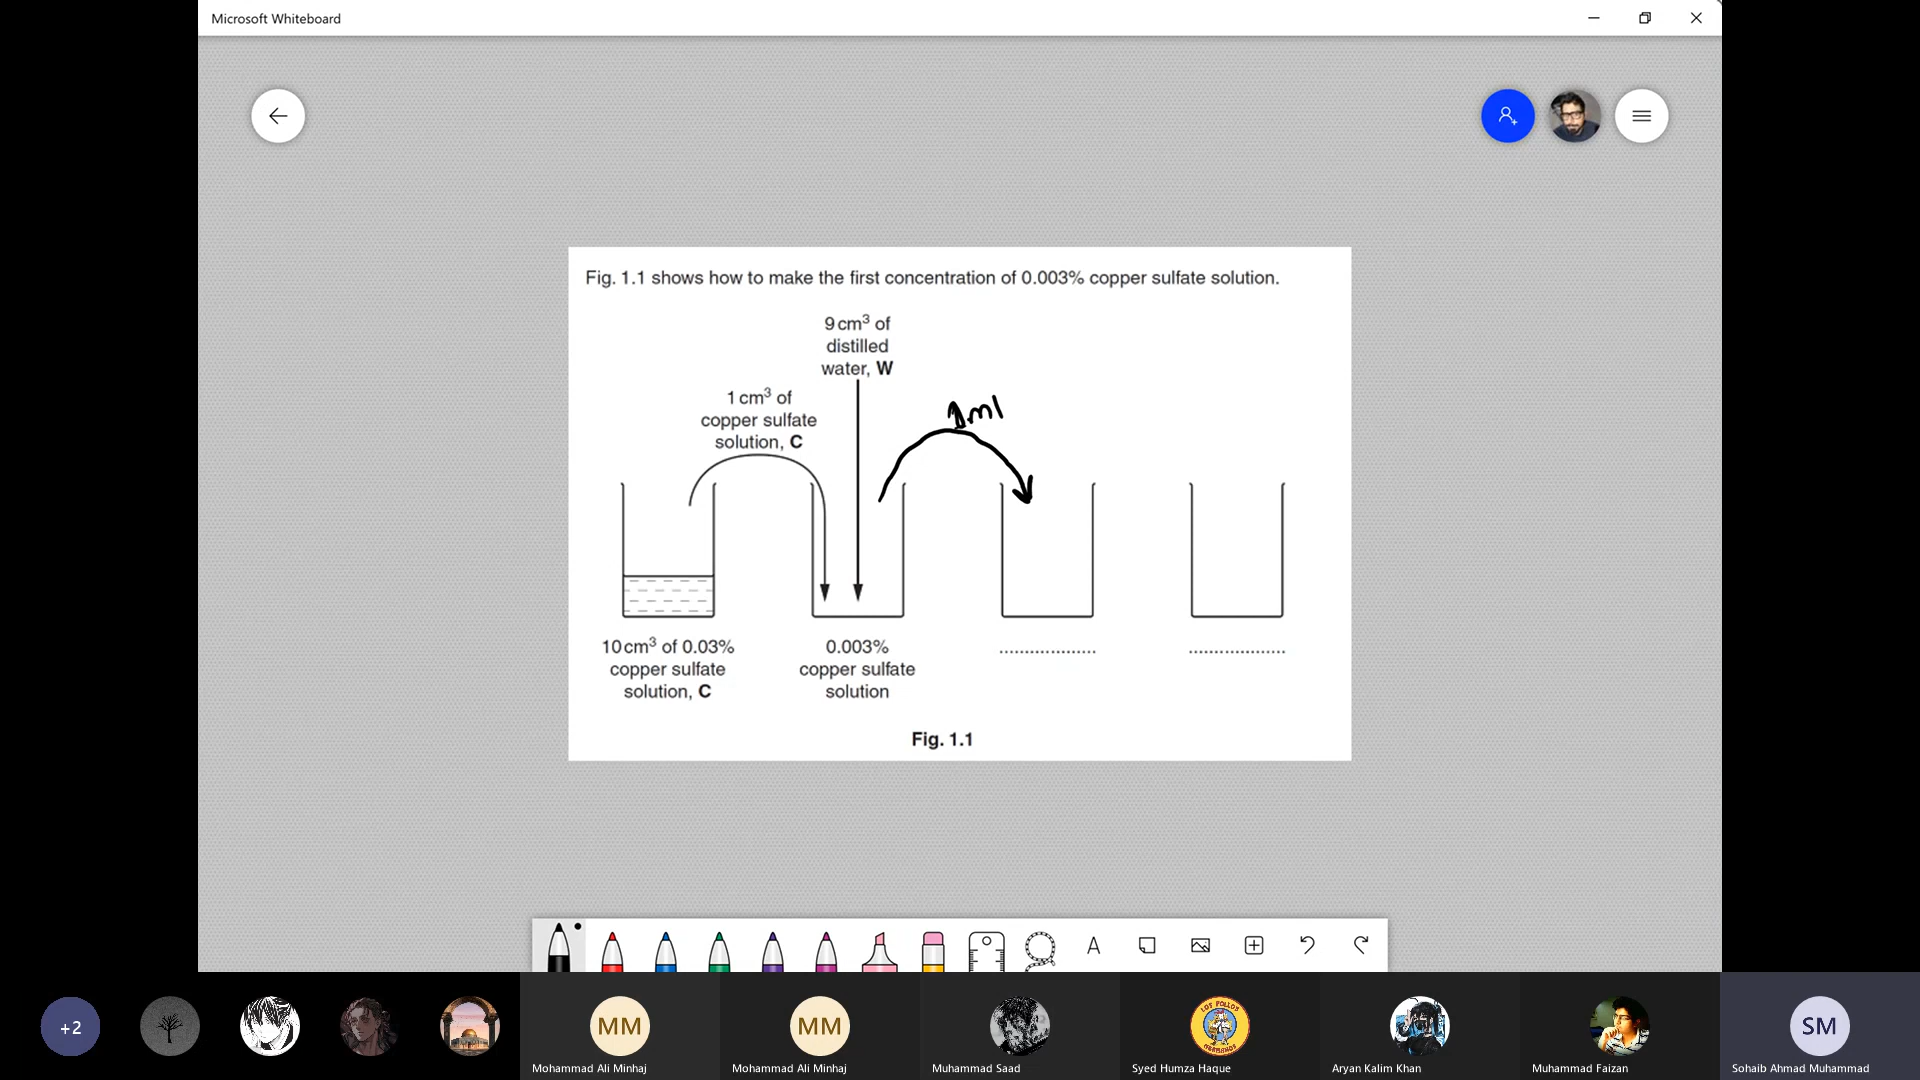 Microsoft Whiteboard
Fig. 1.1 shows how to make the first concentration of 0.003% copper sulfate solution.
9 cm³ of
distilled
water, W
1 cm³ of
copper sulfate
solution, C
1ml
10 cm³ of 0.03%
copper sulfate
solution, C
0.003%
copper sulfate
solution
...................
...................
Fig. 1.1
+2
MM
Mohammad Ali Minhaj
MM
Mohammad Ali Minhaj
Muhammad Saad
LOS POLLOS
HERMANOS
Syed Humza Haque
Aryan Kalim Khan
Muhammad Faizan
SM
Sohaib Ahmad Muhammad